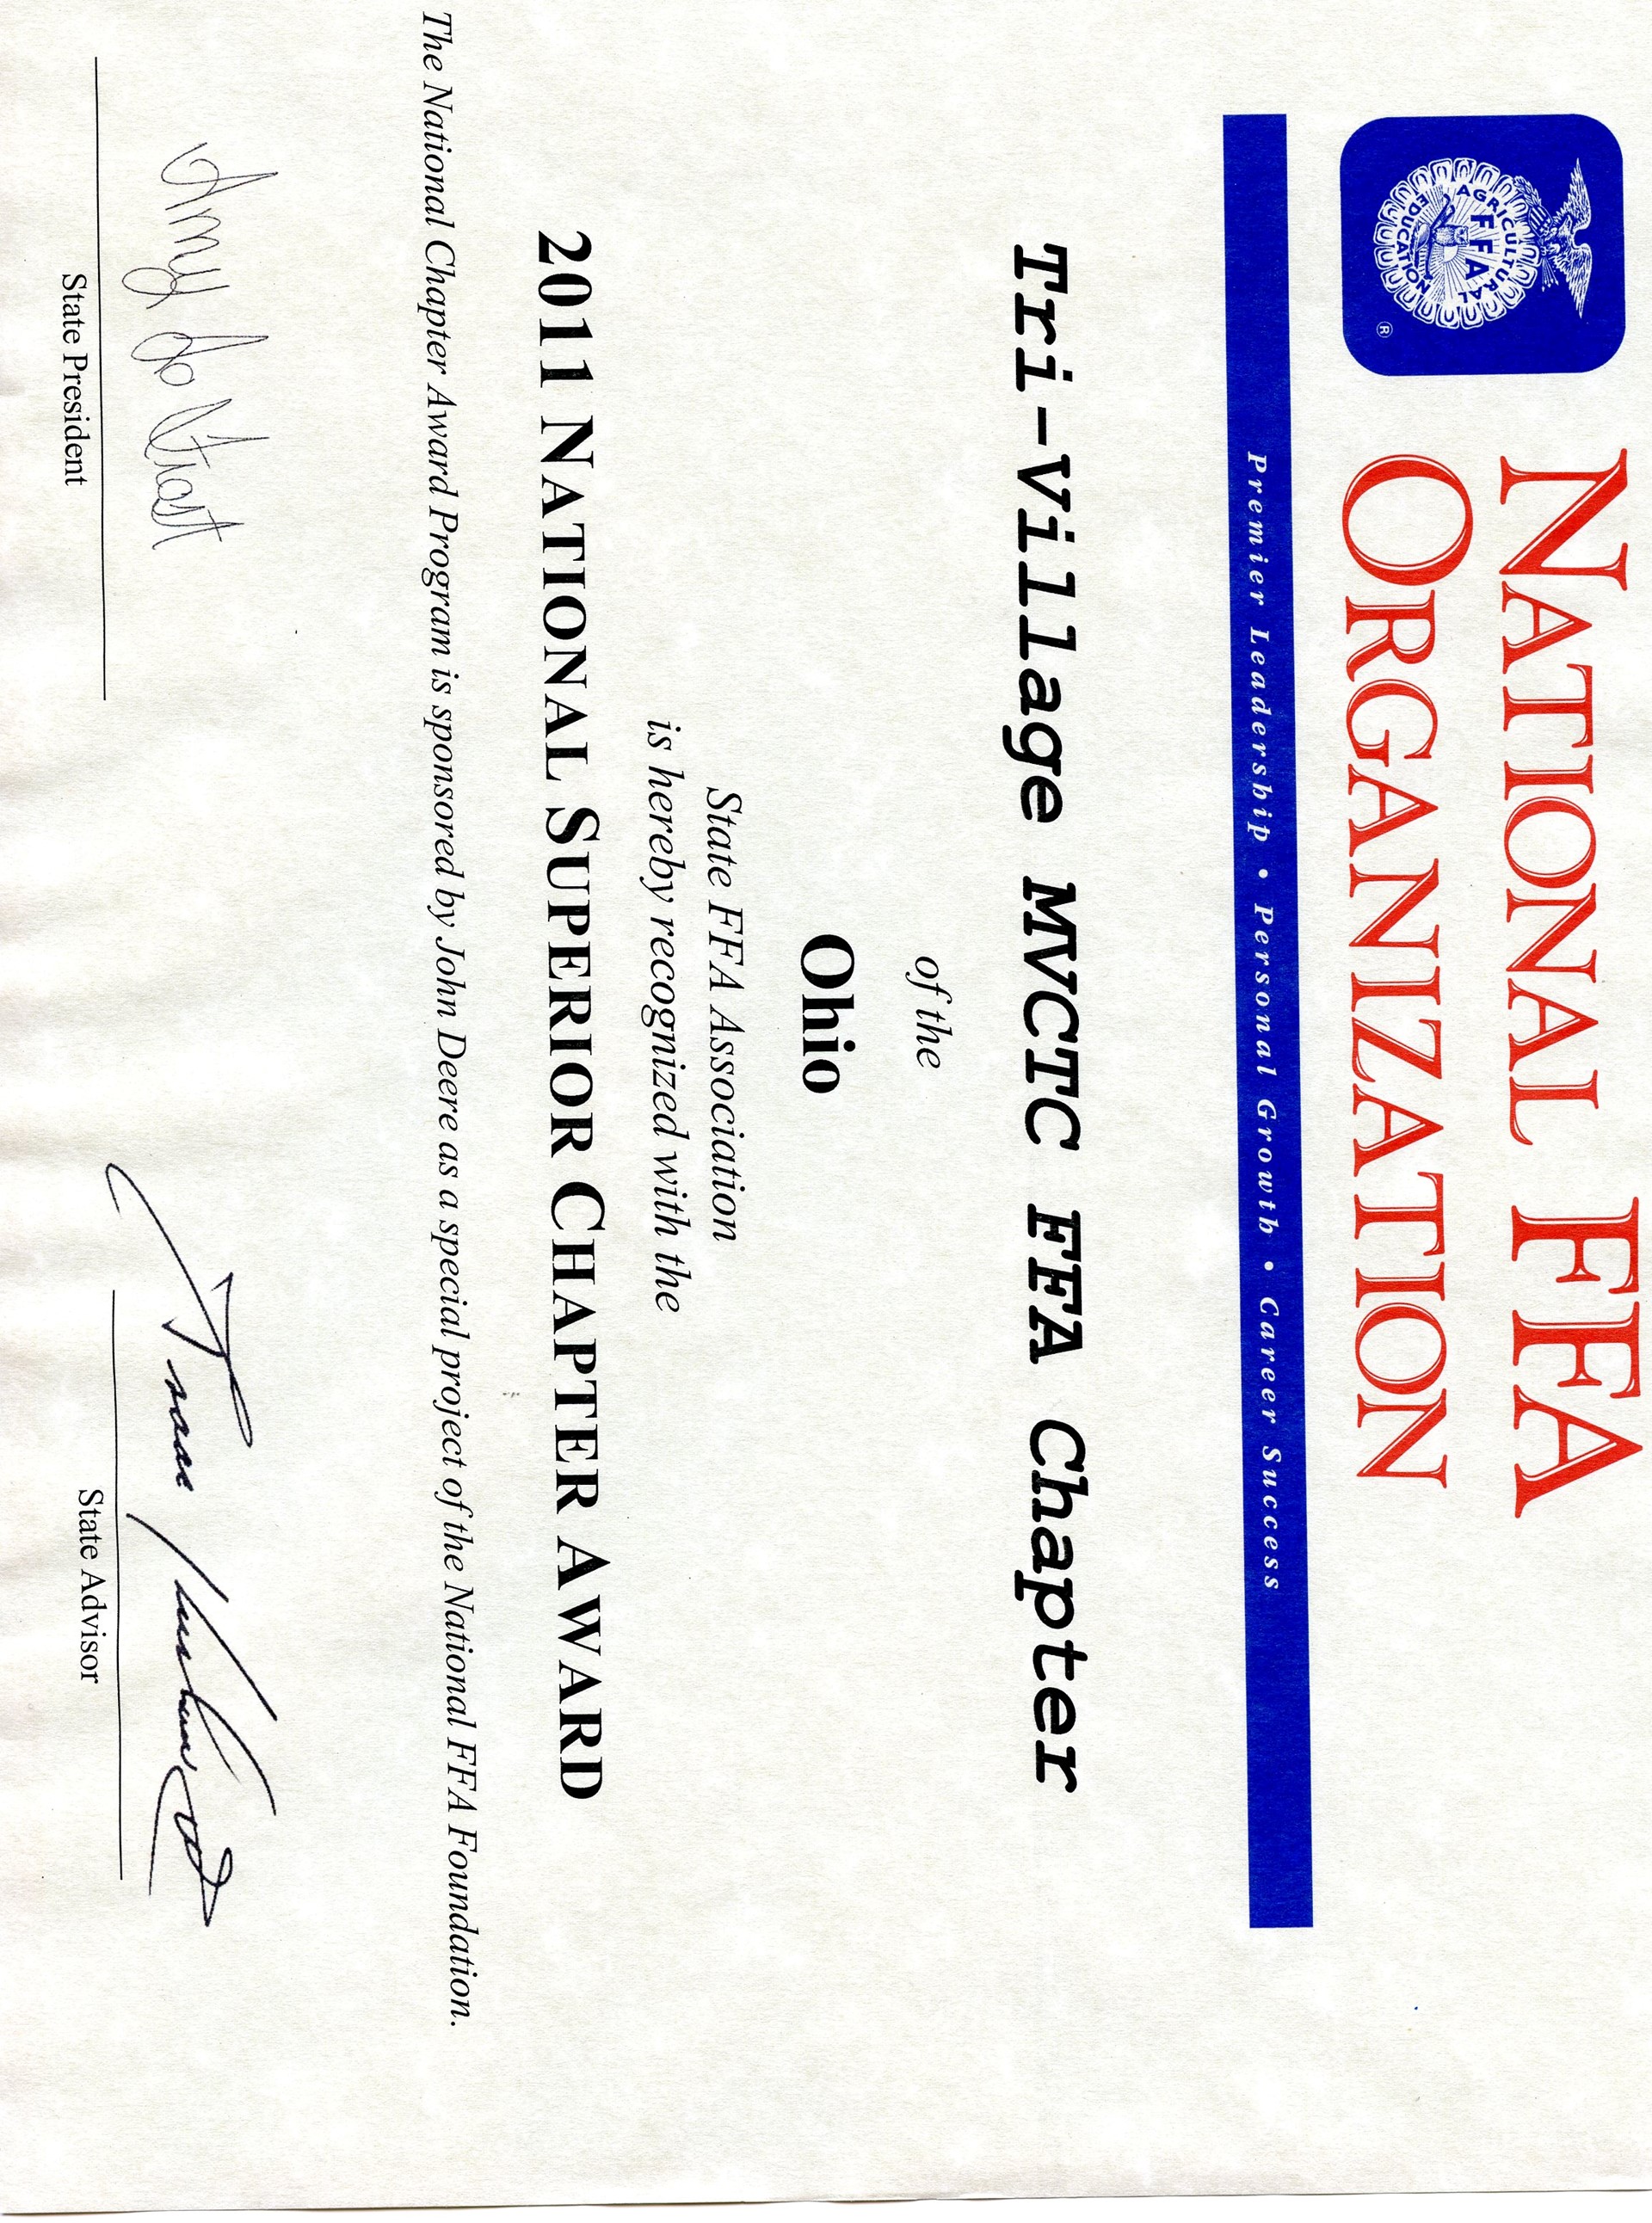 AGRICULTURAL
FFA
EDUCATION
®
NATIONAL FFA
ORGANIZATION
Premier Leadership • Personal Growth • Career Success
Tri-Village MVCTC FFA Chapter
of the
Ohio
State FFA Association
is hereby recognized with the
2011 NATIONAL SUPERIOR CHAPTER AWARD
The National Chapter Award Program is sponsored by John Deere as a special project of the National FFA Foundation.
Amy Jo
State President
State Advisor